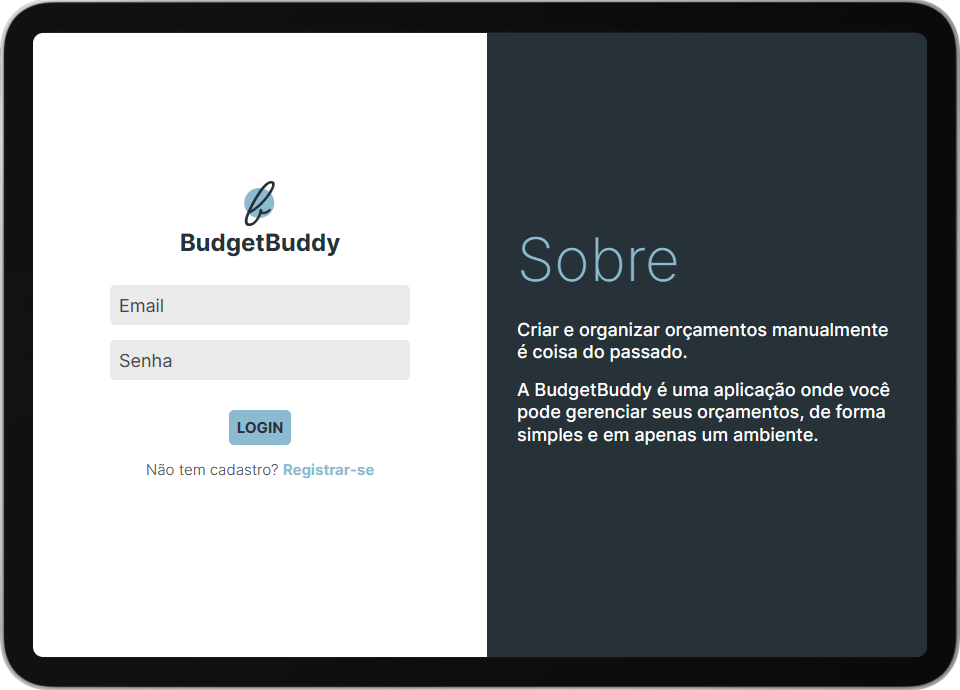 BudgetBuddy
Email
Senha
LOGIN
Não tem cadastro? Registrar-se
Sobre
Criar e organizar orçamentos manualmente
é coisa do passado.
A BudgetBuddy é uma aplicação onde você
pode gerenciar seus orçamentos, de forma
simples e em apenas um ambiente.